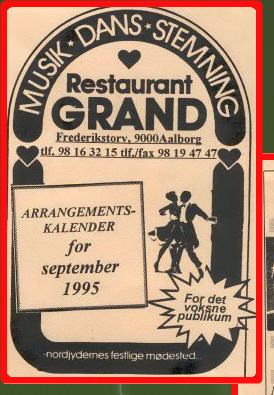 MUSIK · DANS · STEMNING
Restaurant
GRAND
Frederikstorv, 9000Aalborg
tlf. 98 16 32 15 tlf./fax 98 19 47 47
ARRANGEMENTS-
KALENDER
for
september
1995
For det
voksne
publikum
-nordjydernes festlige mødested...